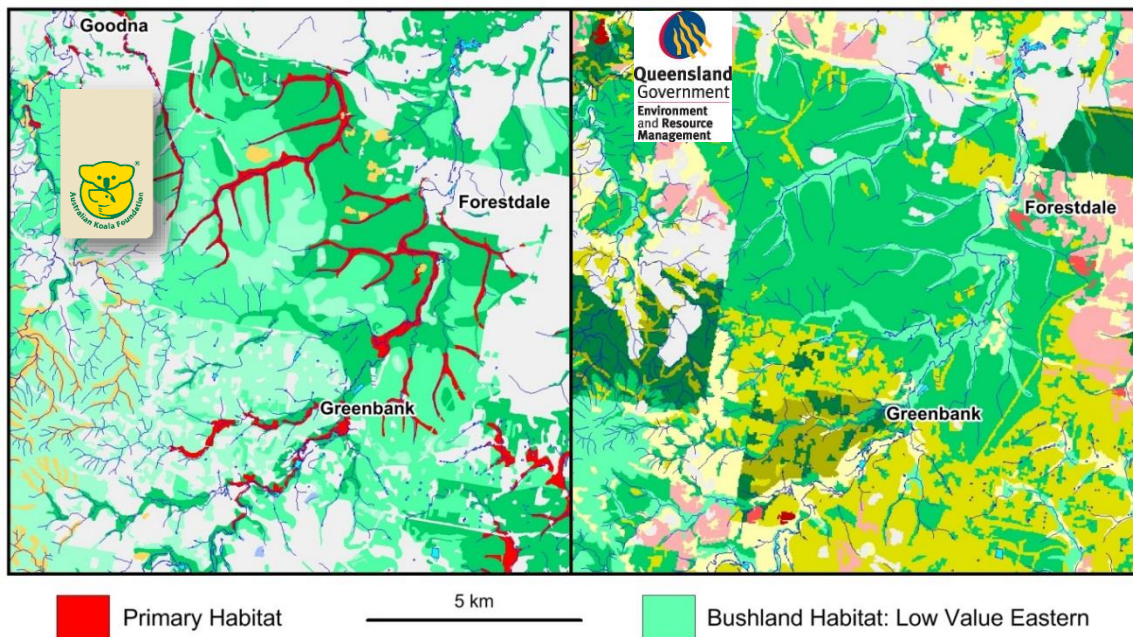 Goodna
Australian Koala Foundation
®
Forestdale
Greenbank
Queensland
Government
Environment
and Resource
Management
Forestdale
Greenbank
Primary Habitat
5 km
Bushland Habitat: Low Value Eastern